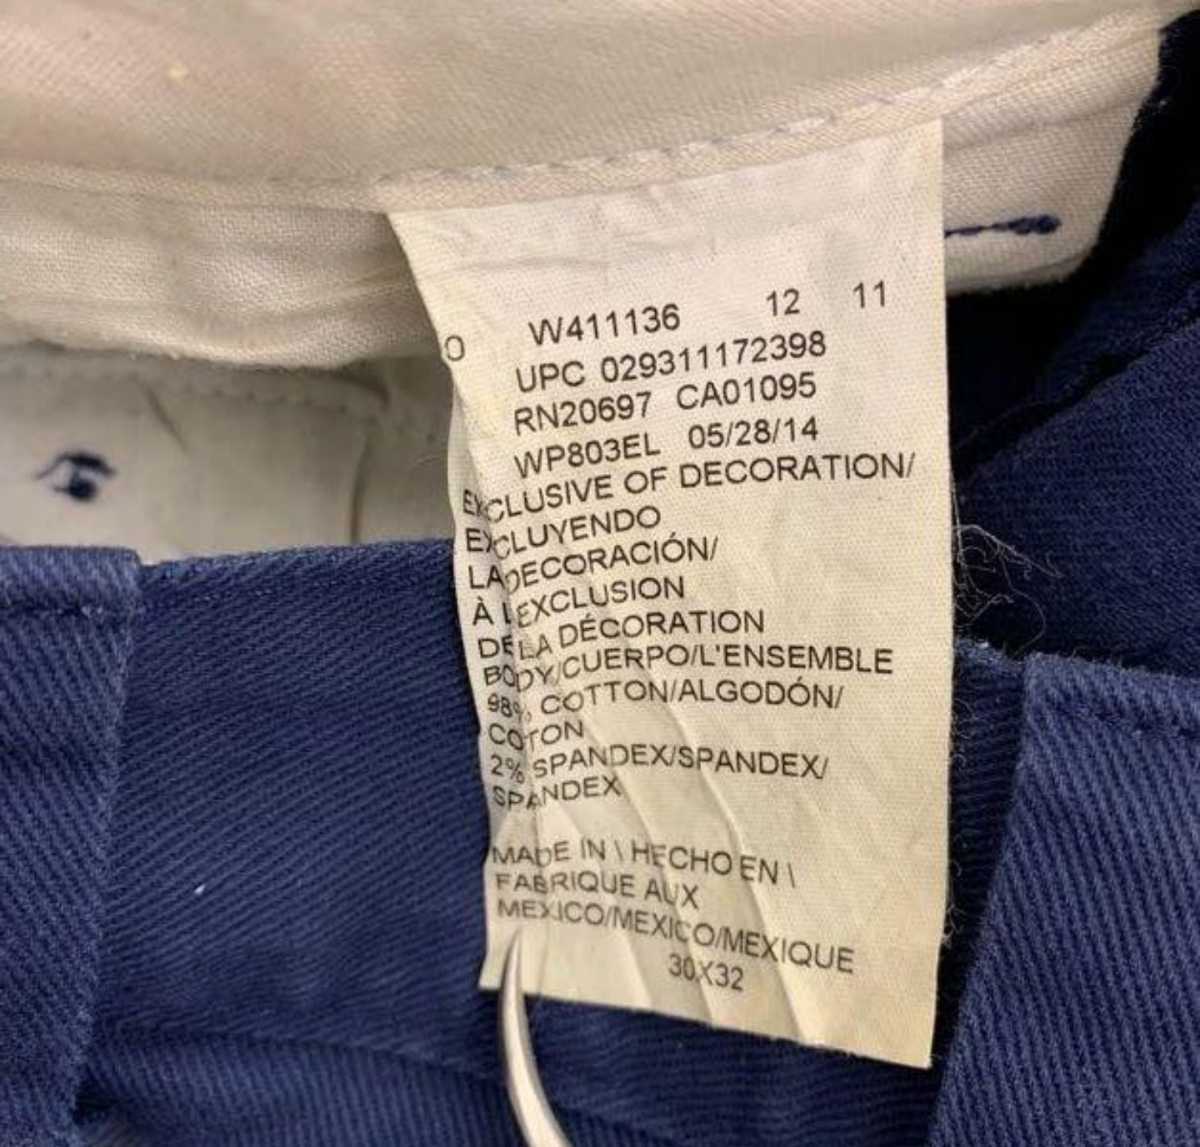 O W411136 12 11
UPC 029311172398
RN20697 CA01095
WP803EL 05/28/14
EXCLUSIVE OF DECORATION/
EXCLUYENDO
LA DECORACIÓN/
À L'EXCLUSION
DE LA DÉCORATION
BODY/CUERPO/L'ENSEMBLE
98% COTTON/ALGODÓN/
COTON
2% SPANDEX/SPANDEX/
SPANDEX
MADE IN \ HECHO EN \
FABRIQUE AUX
MEXICO/MEXICO/MEXIQUE
30X32